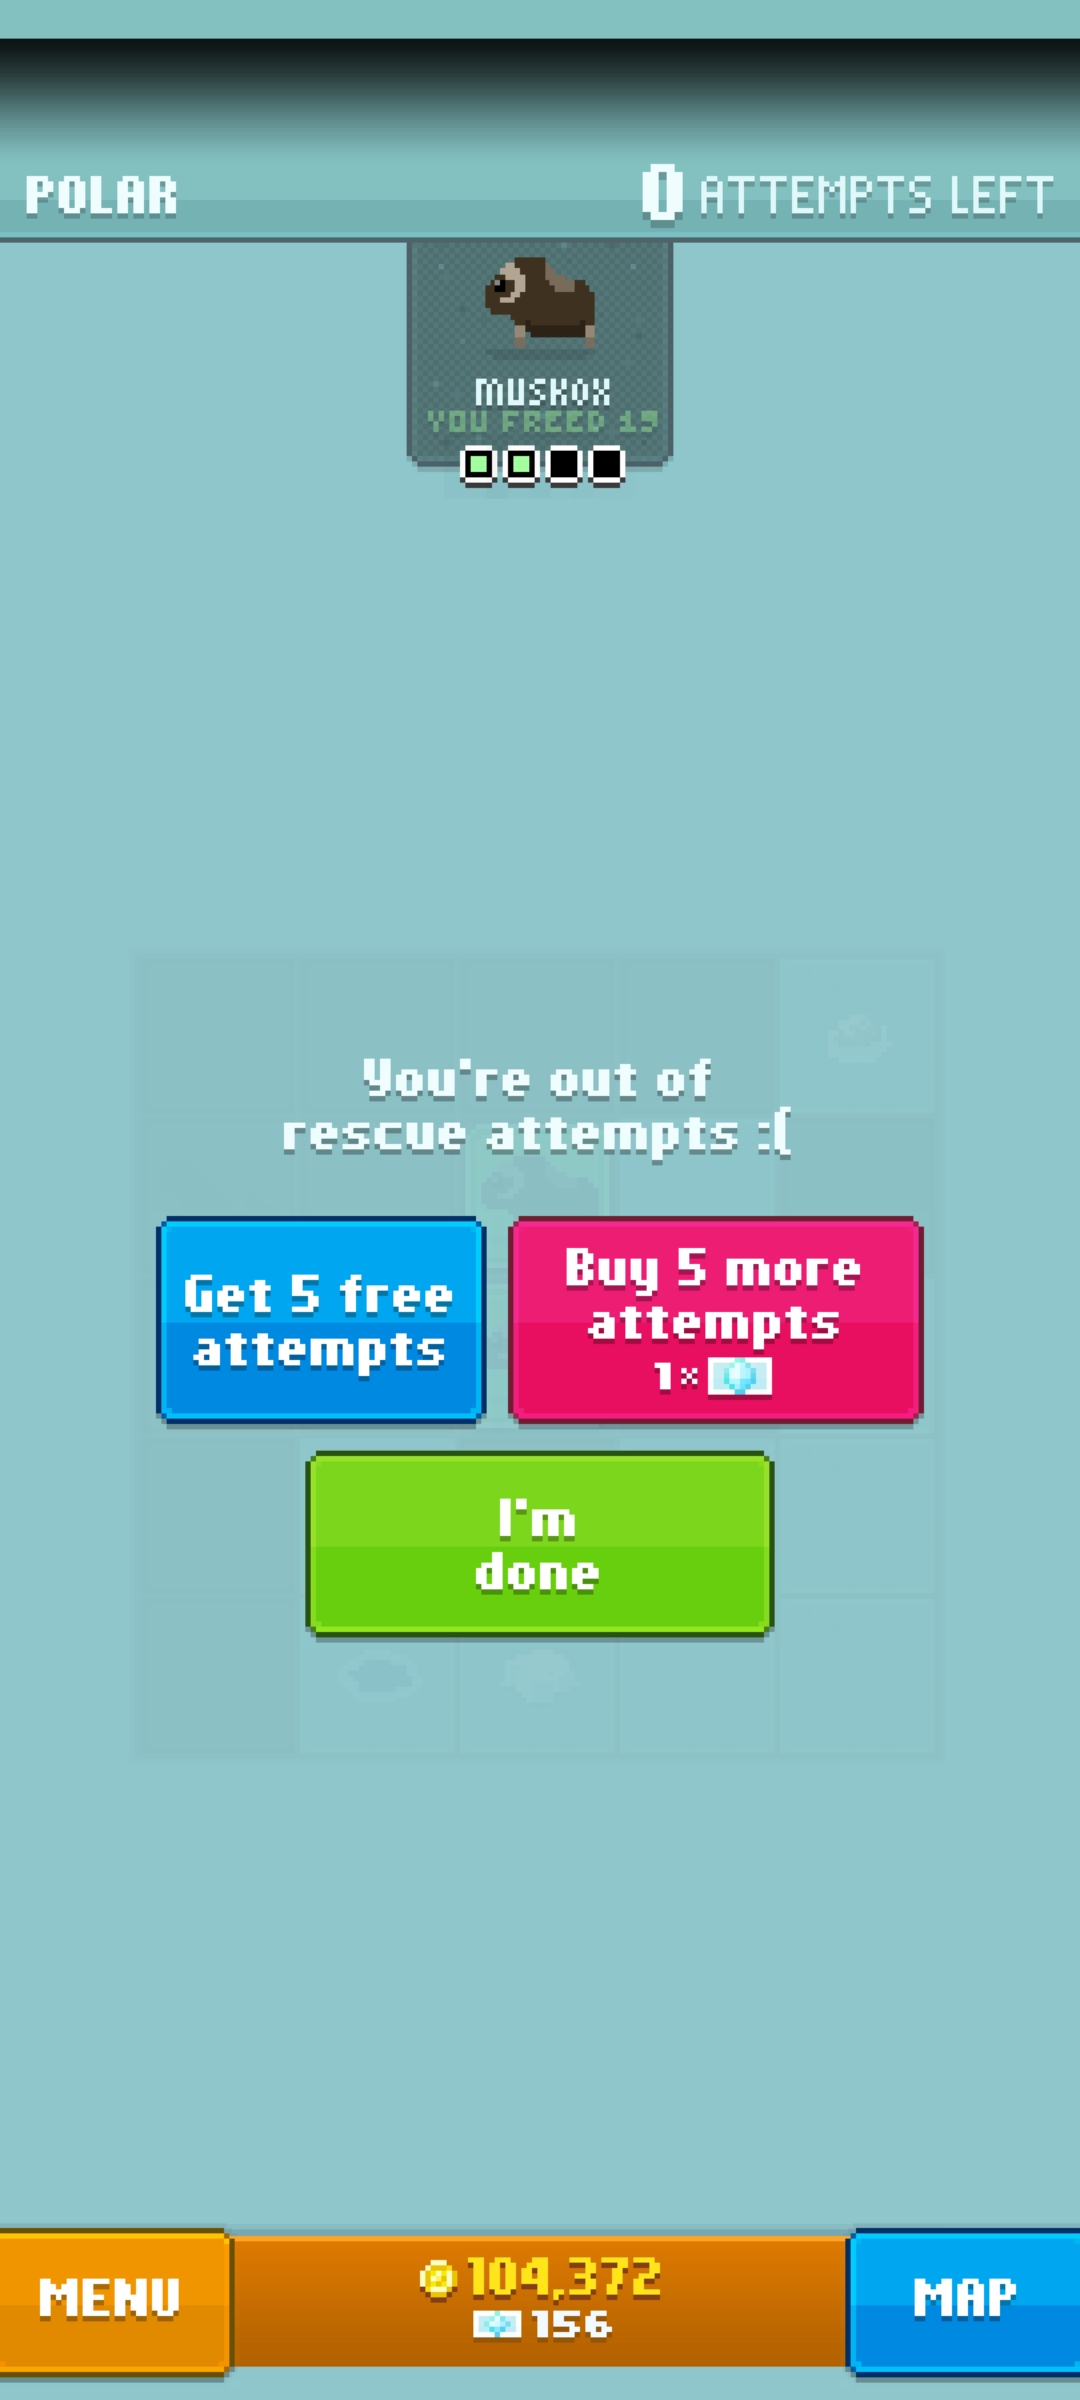 POLAR
0 ATTEMPTS LEFT
MUSKOX
YOU FREED 19
You're out of
rescue attempts :(
Get 5 free
attempts
Buy 5 more
attempts
1×
I'm
done
MENU
104,372
156
MAP